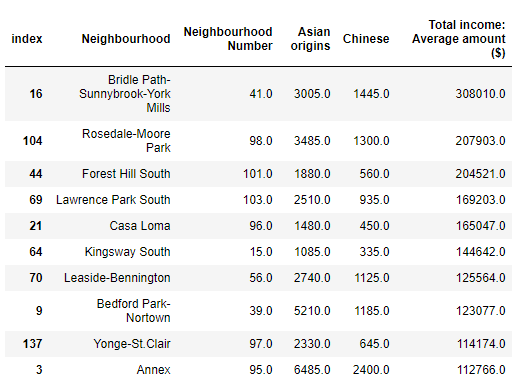 index Neighbourhood Neighbourhood Number Asian origins Chinese Total income: Average amount ($)
16 Bridle Path-Sunnybrook-York Mills 41.0 3005.0 1445.0 308010.0
104 Rosedale-Moore Park 98.0 3485.0 1300.0 207903.0
44 Forest Hill South 101.0 1880.0 560.0 204521.0
69 Lawrence Park South 103.0 2510.0 935.0 169203.0
21 Casa Loma 96.0 1480.0 450.0 165047.0
64 Kingsway South 15.0 1085.0 335.0 144642.0
70 Leaside-Bennington 56.0 2740.0 1125.0 125564.0
9 Bedford Park-Nortown 39.0 5210.0 1185.0 123077.0
137 Yonge-St.Clair 97.0 2330.0 645.0 114174.0
3 Annex 95.0 6485.0 2400.0 112766.0